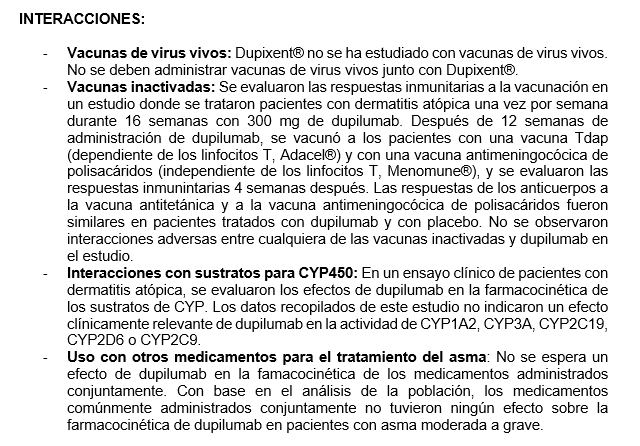 INTERACCIONES:
- Vacunas de virus vivos: Dupixent® no se ha estudiado con vacunas de virus vivos.
No se deben administrar vacunas de virus vivos junto con Dupixent®.
- Vacunas inactivadas: Se evaluaron las respuestas inmunitarias a la vacunación en
un estudio donde se trataron pacientes con dermatitis atópica una vez por semana
durante 16 semanas con 300 mg de dupilumab. Después de 12 semanas de
administración de dupilumab, se vacunó a los pacientes con una vacuna Tdap
(dependiente de los linfocitos T, Adacel®) y con una vacuna antimeningocócica de
polisacáridos (independiente de los linfocitos T, Menomune®), y se evaluaron las
respuestas inmunintarias 4 semanas después. Las respuestas de los anticuerpos a
la vacuna antitetánica y a la vacuna antimeningocócica de polisacáridos fueron
similares en pacientes tratados con dupilumab y con placebo. No se observaron
interacciones adversas entre cualquiera de las vacunas inactivadas y dupilumab en
el estudio.
- Interacciones con sustratos para CYP450: En un ensayo clínico de pacientes con
dermatitis atópica, se evaluaron los efectos de dupilumab en la farmacocinética de
los sustratos de CYP. Los datos recopilados de este estudio no indicaron un efecto
clínicamente relevante de dupilumab en la actividad de CYP1A2, CYP3A, CYP2C19,
CYP2D6 o CYP2C9.
- Uso con otros medicamentos para el tratamiento del asma: No se espera un
efecto de dupilumab en la famacocinética de los medicamentos administrados
conjuntamente. Con base en el análisis de la población, los medicamentos
comúnmente administrados conjuntamente no tuvieron ningún efecto sobre la
farmacocinética de dupilumab en pacientes con asma moderada a grave.